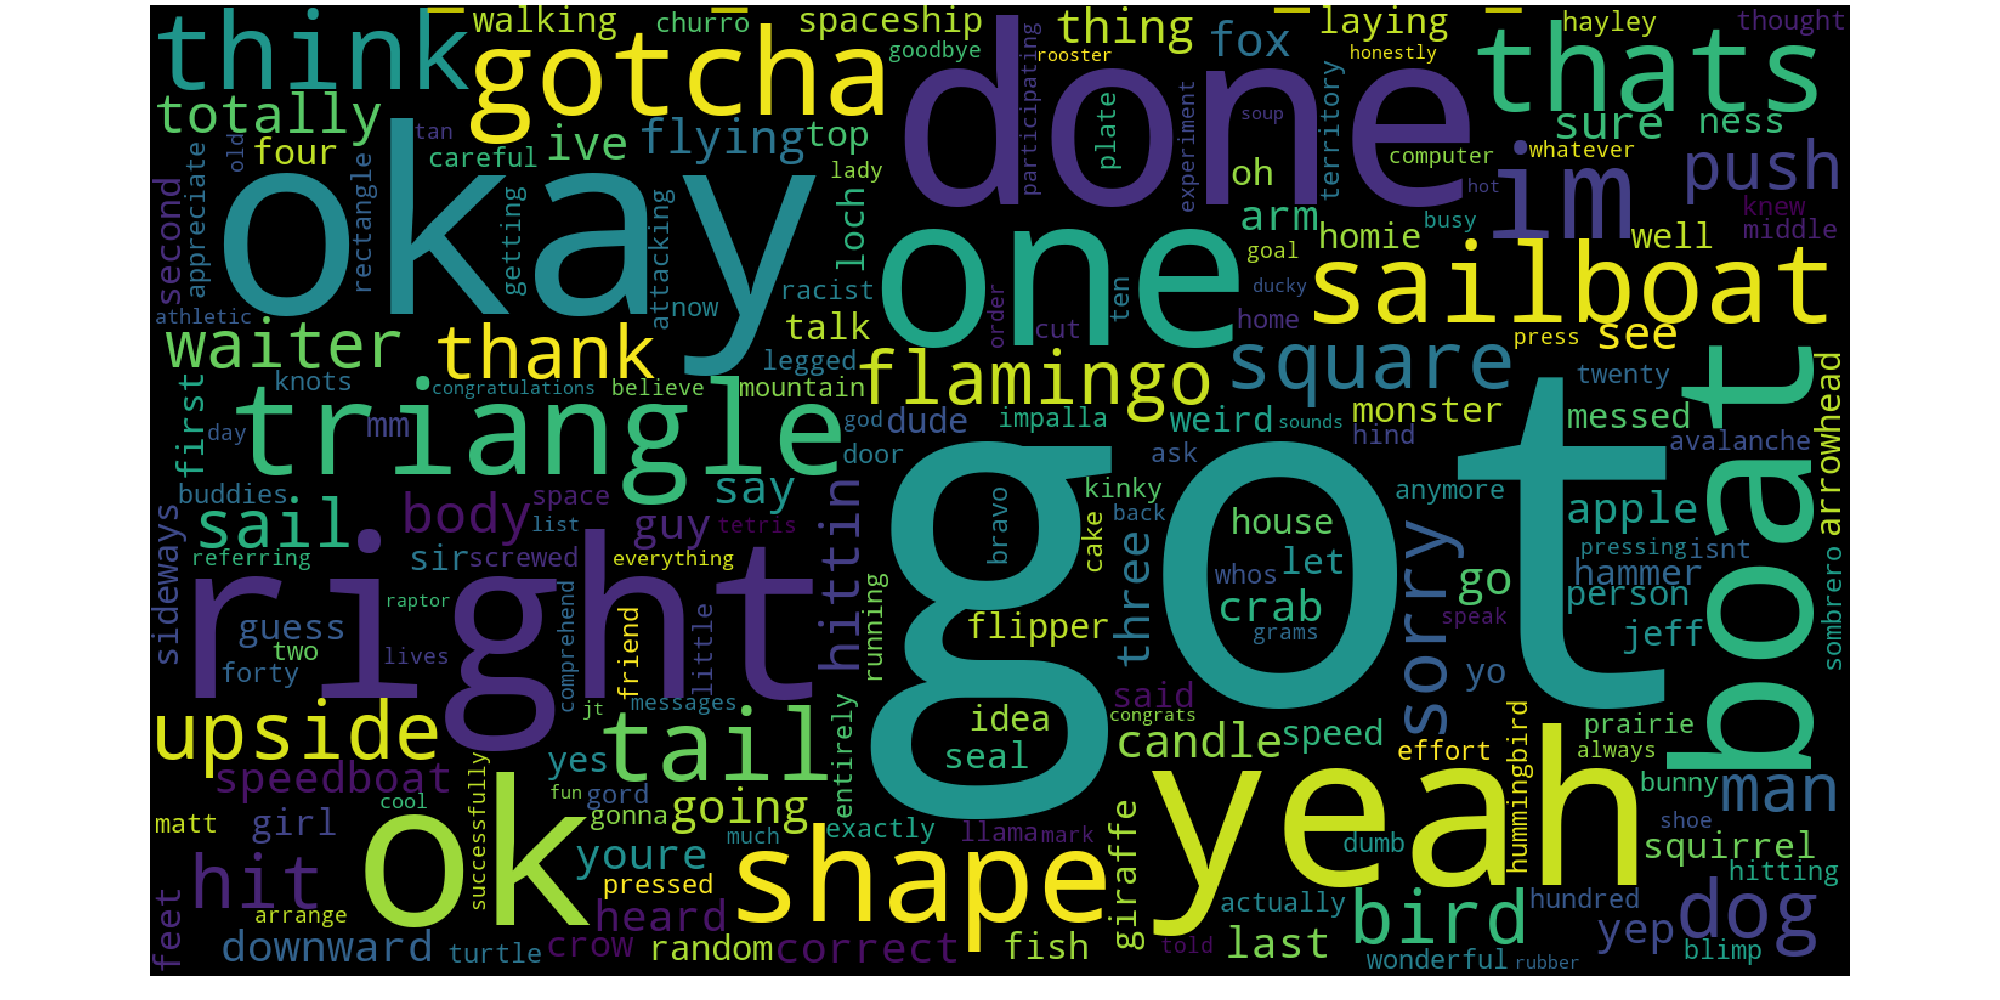 think
walking
churro
spaceship
thing
fox
laying
hayley
thought
gotcha
goodbye
rooster
honestly
done
thats
totally
four
old
tan
careful
ive
flying
top
lady
participating
plate
experiment
soup
territory
oh
sure
ness
computer
whatever
push
im
hot
second
appreciate
rectangle
okay
getting
attacking
loch
racist
now
one
arm
goal
homie
busy
well
knew
middle
ducky
home
sailboat
athletic
waiter
thank
talk
order
cut
ten
legged
flamingo
square
press
see
first
knots
congratulations
believe
mountain
twenty
boat
arrowhead
triangle
mm
day
god
dude
impalla
weird
sounds
monster
messed
hind
avalanche
door
ask
buddies
sail
body
space
say
guy
tetris
list
hittin
bravo
kinky
cake
back
house
anymore
apple
sombrero
sideways
referring
sir
screwed
everything
whos
let
sorry
pressing
isnt
hammer
go
person
right
raptor
got
crab
grams
speak
guess
two
forty
lives
comprehend
friend
little
running
flipper
three
jeff
yo
upside
jt
messages
tail
said
congrats
idea
seal
candle
speed
effort
hummingbird
prairie
always
speedboat
yes
entirely
yeah
bunny
man
successfully
cool
fun
gord
gonna
going
matt
girl
ok
much
exactly
llama
mark
giraffe
shoe
dumb
squirrel
hitting
youre
hit
pressed
shape
feet
arrange
heard
actually
bird
hundred
dog
yep
downward
turtle
crow
random
correct
fish
told
last
wonderful
rubber
blimp